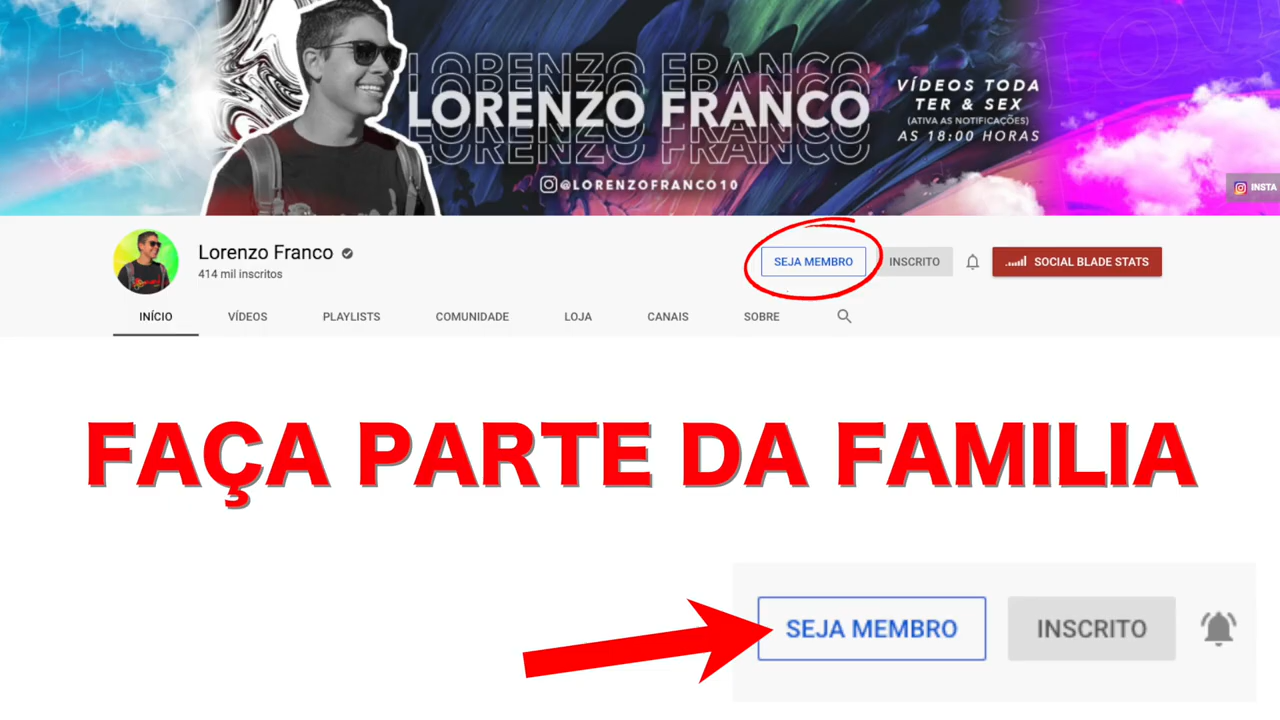 LORENZO FRANCO
LORENZO FRANCO
LORENZO FRANCO
VÍDEOS TODA
TER & SEX
(ATIVA AS NOTIFICAÇÕES)
AS 18:00 HORAS
@LORENZOFRANCO10
INSTA
Lorenzo Franco
414 mil inscritos
SEJA MEMBRO
INSCRITO
SOCIAL BLADE STATS
INÍCIO
VÍDEOS
PLAYLISTS
COMUNIDADE
LOJA
CANAIS
SOBRE
FAÇA PARTE DA FAMILIA
SEJA MEMBRO
INSCRITO